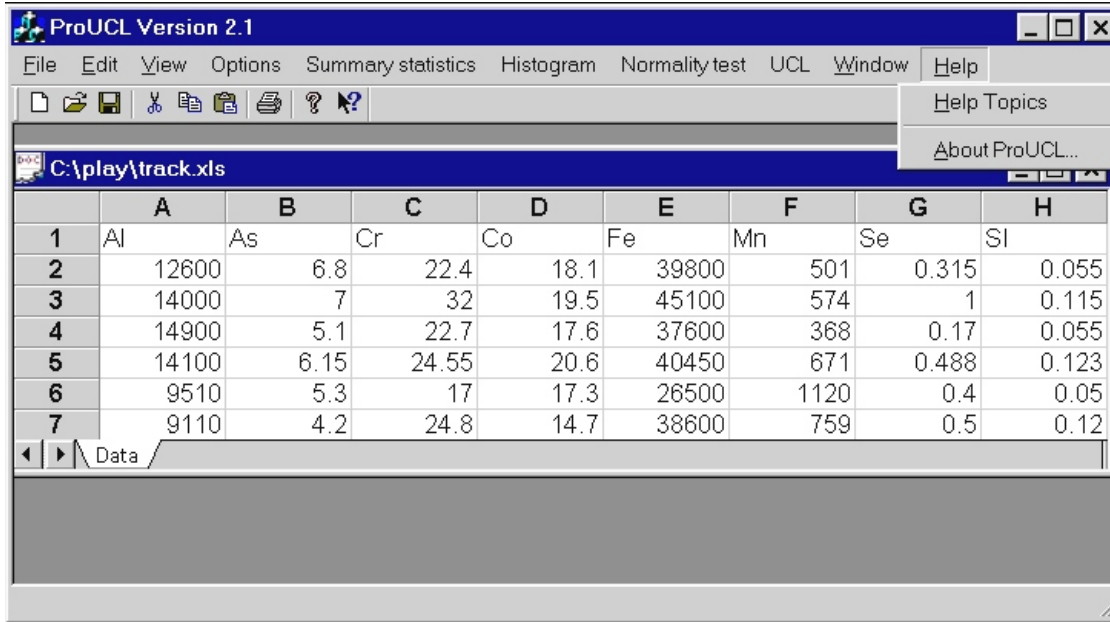 ProUCL Version 2.1
File Edit View Options Summary statistics Histogram Normality test UCL Window Help
Help Topics
About ProUCL...
C:\play\track.xls
A B C D E F G H
1 Al As Cr Co Fe Mn Se Sl
2 12600 6.8 22.4 18.1 39800 501 0.315 0.055
3 14000 7 32 19.5 45100 574 1 0.115
4 14900 5.1 22.7 17.6 37600 368 0.17 0.055
5 14100 6.15 24.55 20.6 40450 671 0.488 0.123
6 9510 5.3 17 17.3 26500 1120 0.4 0.05
7 9110 4.2 24.8 14.7 38600 759 0.5 0.12
Data